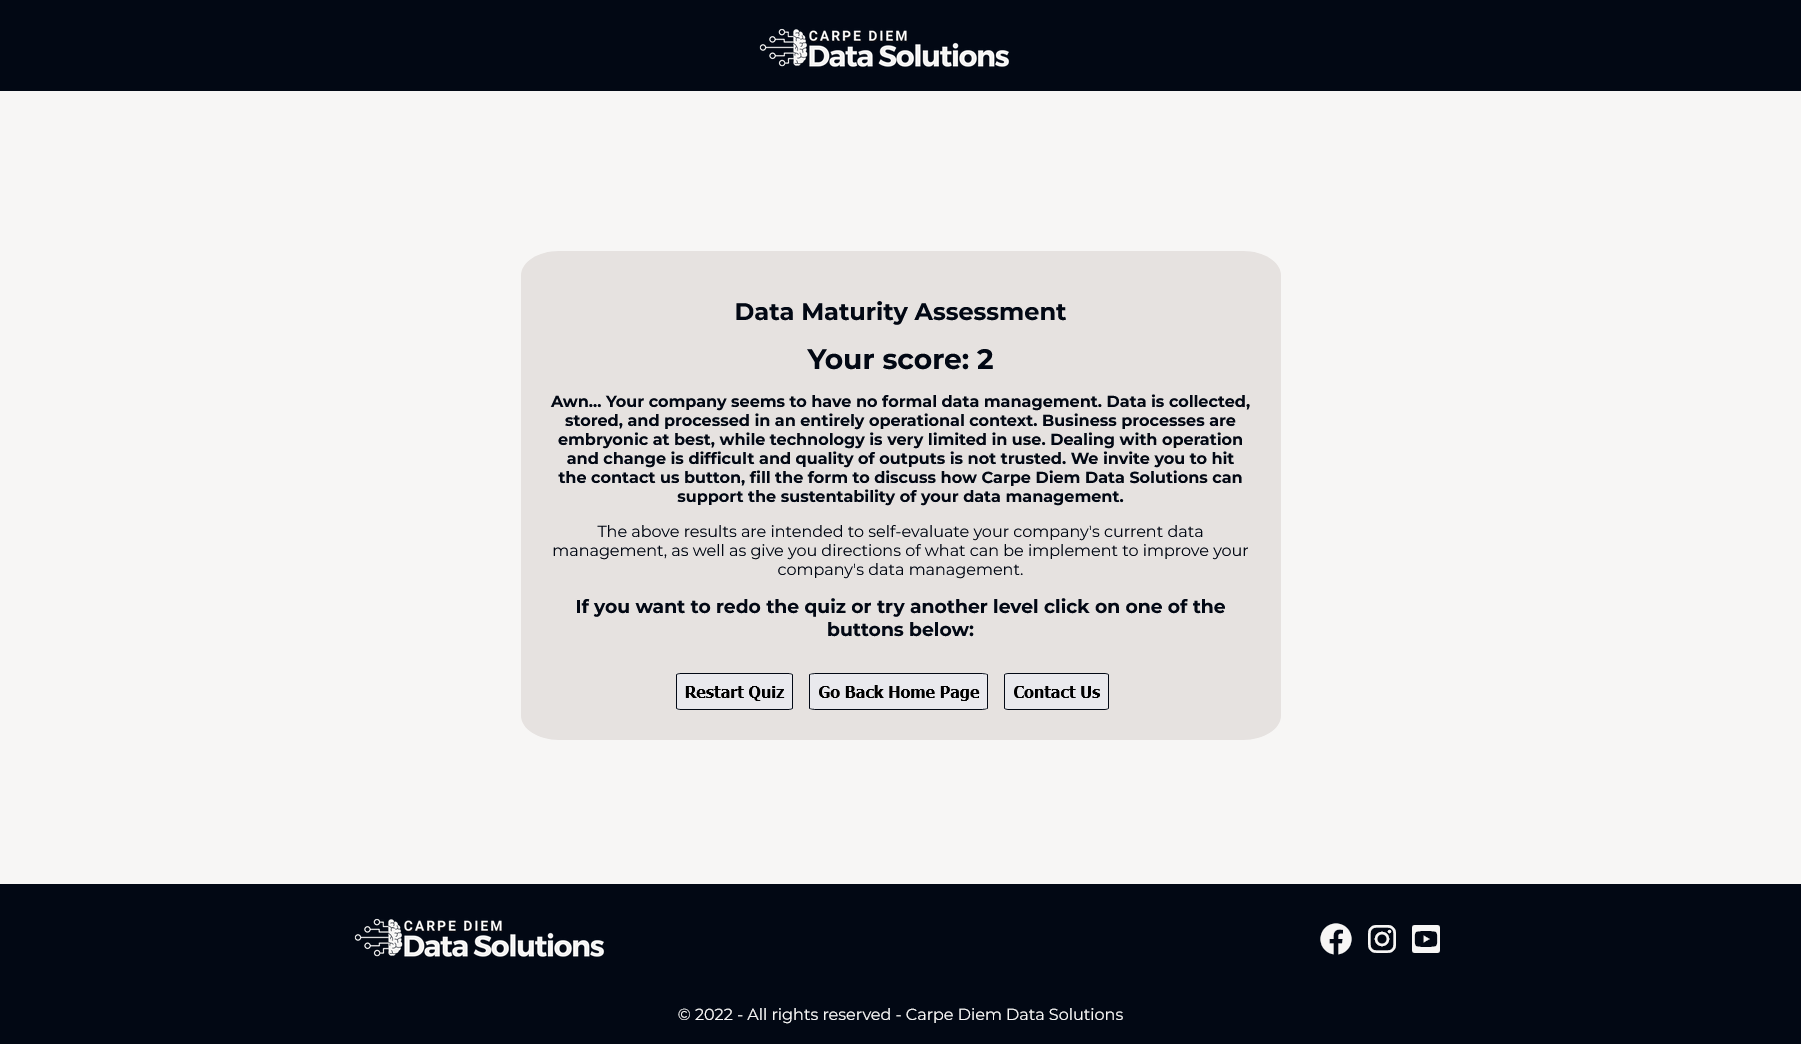 CARPE DIEM
Data Solutions
Data Maturity Assessment
Your score: 2
Awn... Your company seems to have no formal data management. Data is collected,
stored, and processed in an entirely operational context. Business processes are
embryonic at best, while technology is very limited in use. Dealing with operation
and change is difficult and quality of outputs is not trusted. We invite you to hit
the contact us button, fill the form to discuss how Carpe Diem Data Solutions can
support the sustentability of your data management.
The above results are intended to self-evaluate your company's current data
management, as well as give you directions of what can be implement to improve your
company's data management.
If you want to redo the quiz or try another level click on one of the
buttons below:
Restart Quiz Go Back Home Page Contact Us
CARPE DIEM
Data Solutions
© 2022 - All rights reserved - Carpe Diem Data Solutions